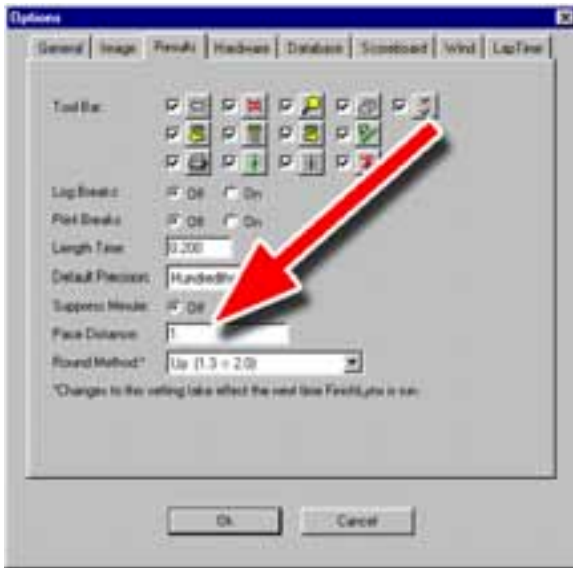 Options
General Image Results Hardware Database Scoreboard Wind LapTime
Tool Bar:
Log Breaks: Off On
Print Breaks: Off On
Length Time: 0.200
Default Precision: Hundredths
Suppress Minute: Off
Pace Distance: 1
Round Method:* Up (1.3 = 2.0)
*Changes to this setting take effect the next time FinishLynx is run
Ok Cancel